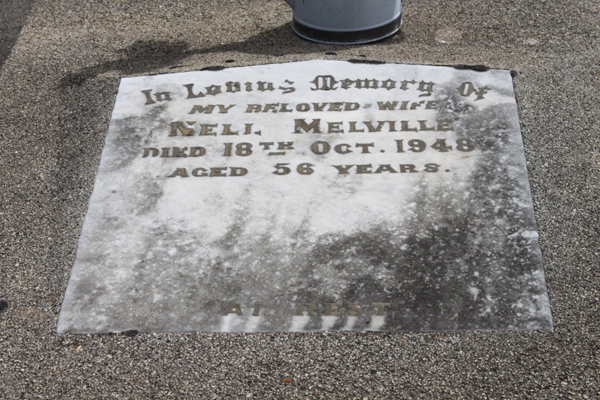 In Loving Memory Of
MY BELOVED WIFE
NELL MELVILLE
DIED 18TH OCT. 1948
AGED 56 YEARS.
AT REST